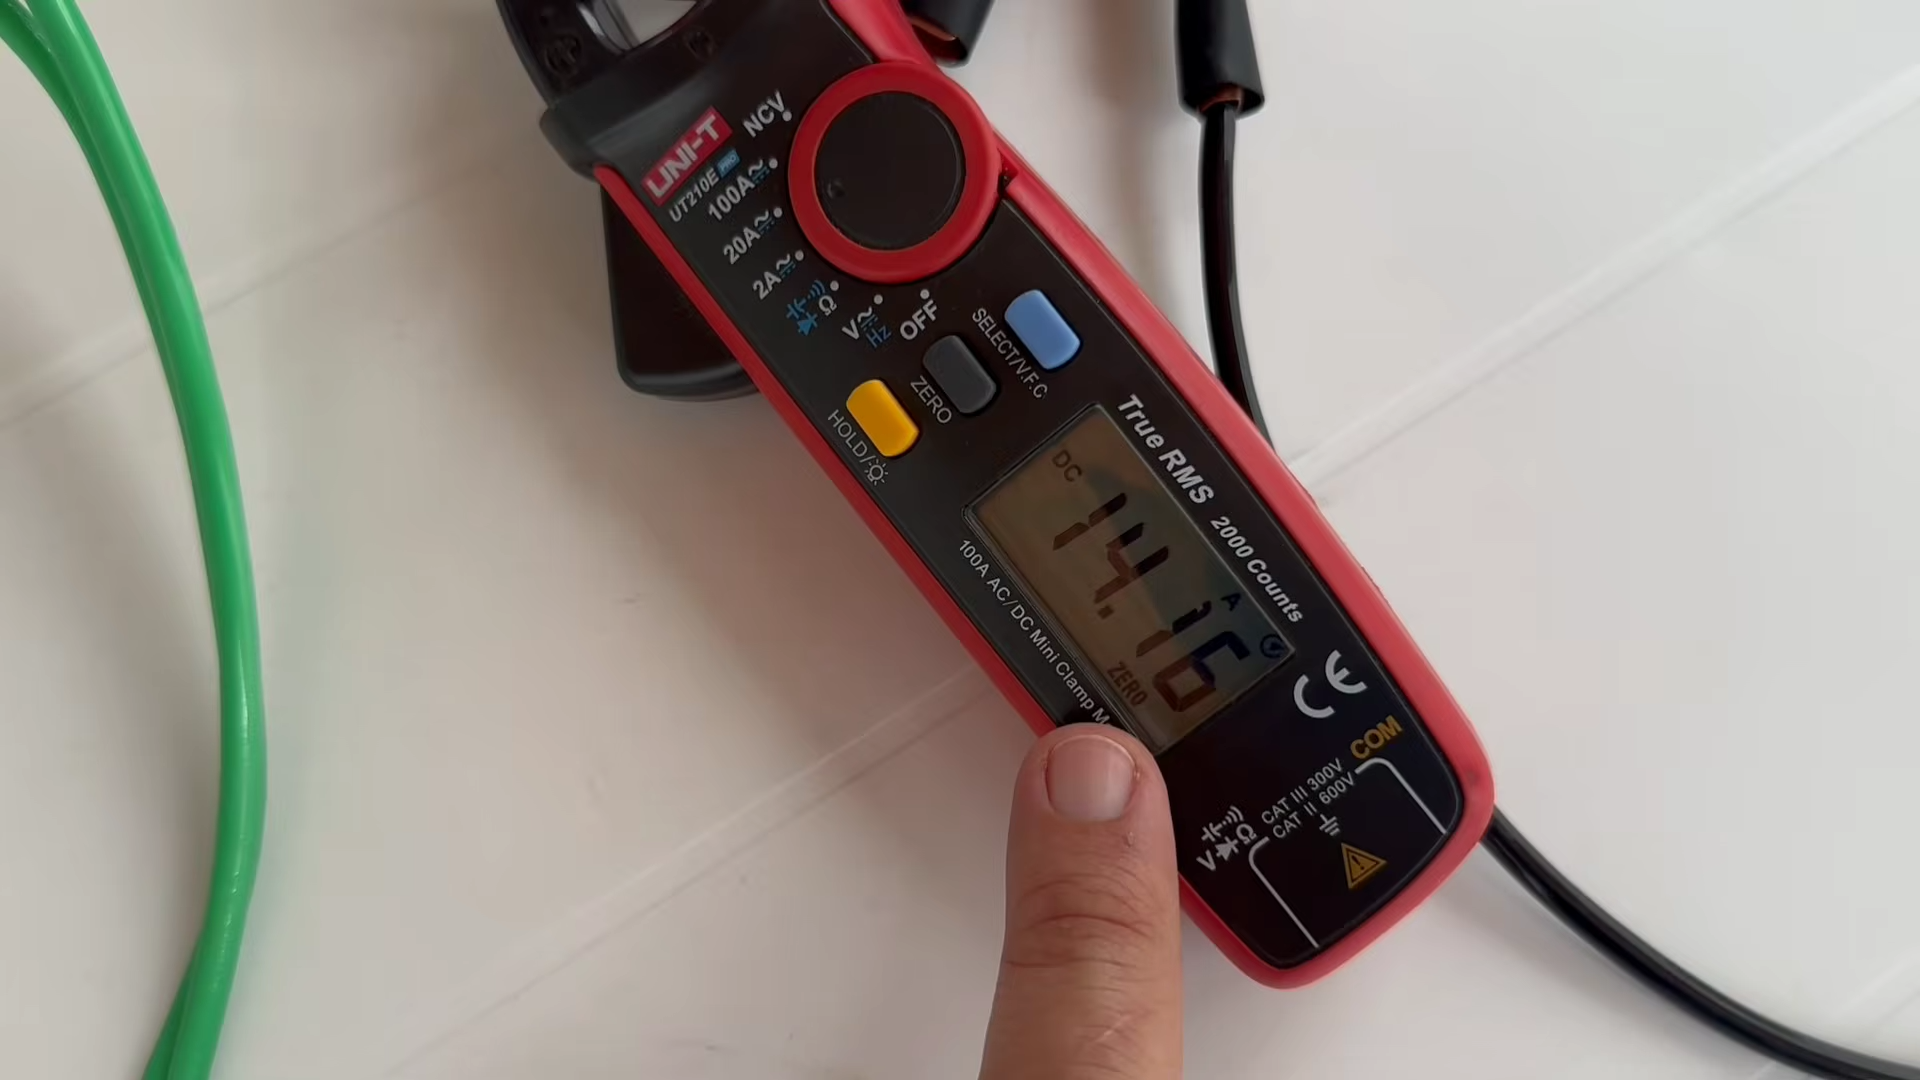 UNI-T
UT210E PRO
NCV
100A
20A
2A
Ω
V Hz
OFF
SELECT/V.F.C
ZERO
HOLD/
True RMS 2000 Counts
DC
14.16 A
ZERO
100A AC/DC Mini Clamp M
CE
COM
CAT III 300V
CAT II 600V
V Ω